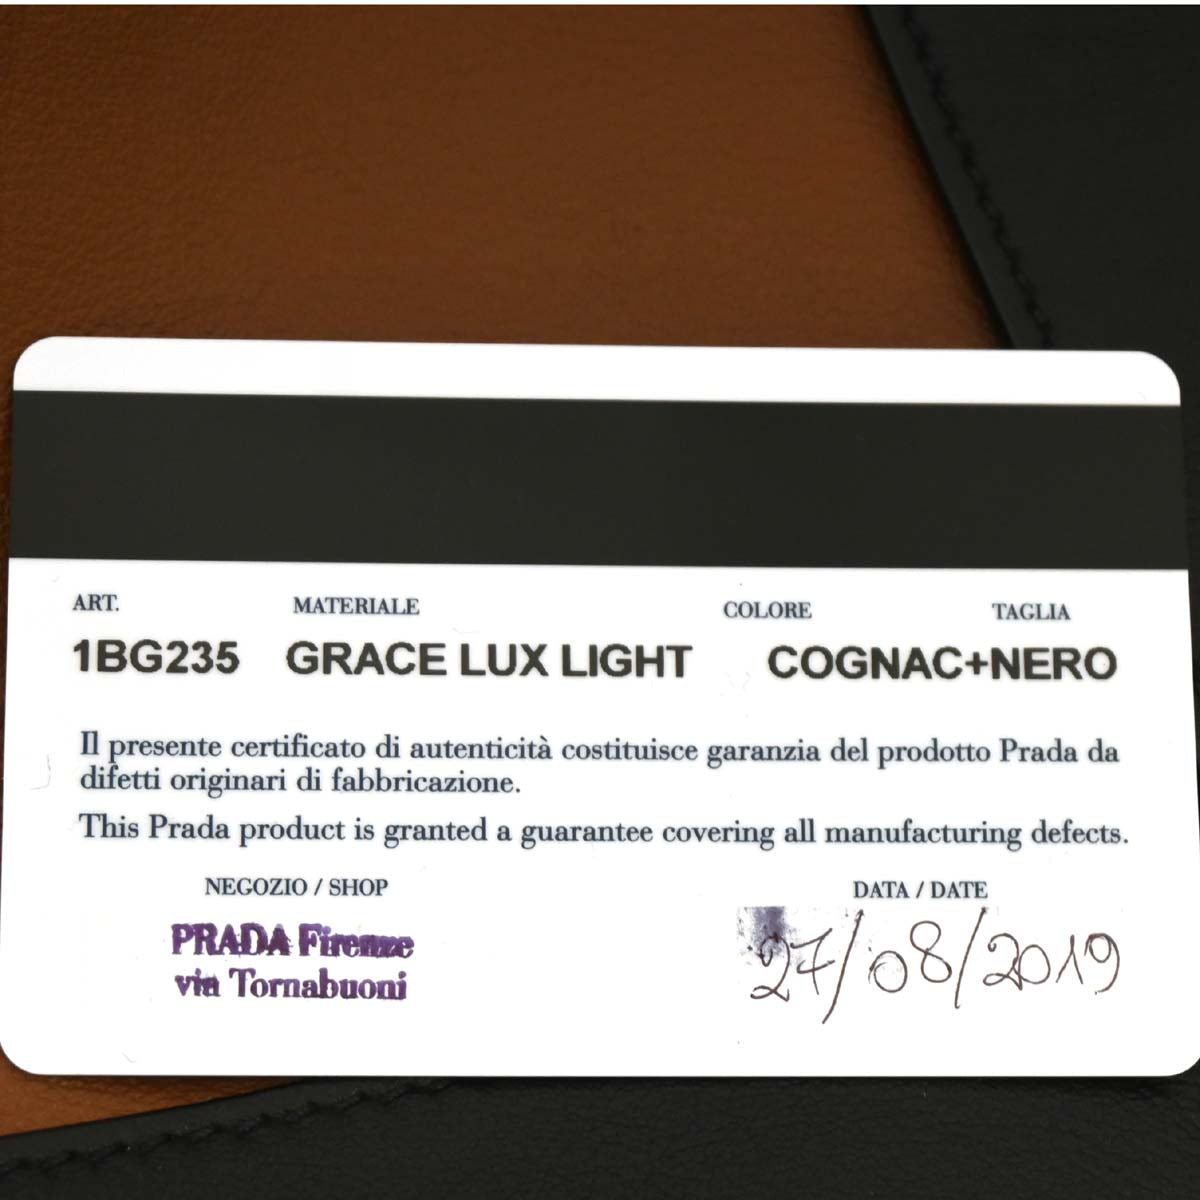 ART. MATERIALE COLORE TAGLIA
1BG235 GRACE LUX LIGHT COGNAC+NERO
Il presente certificato di autenticità costituisce garanzia del prodotto Prada da
difetti originari di fabbricazione.
This Prada product is granted a guarantee covering all manufacturing defects.
NEGOZIO / SHOP DATA / DATE
PRADA Firenze
via Tornabuoni
27/08/2019